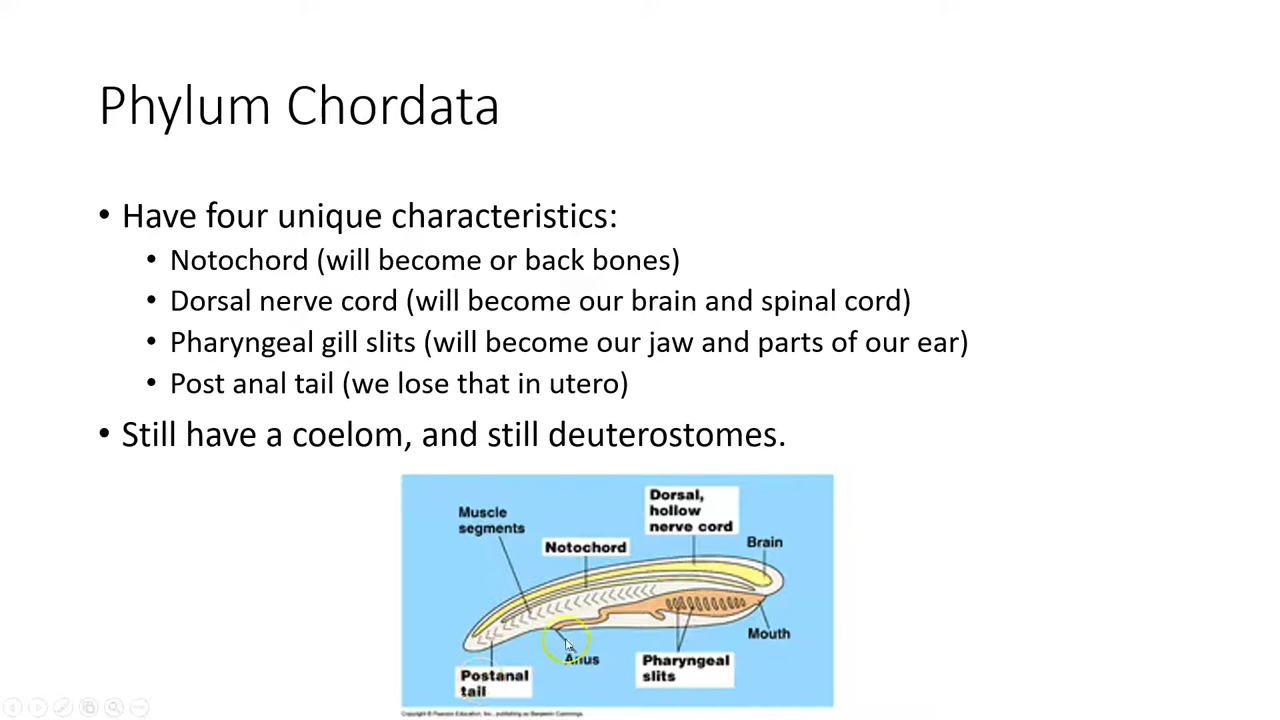 Phylum Chordata
• Have four unique characteristics:
• Notochord (will become or back bones)
• Dorsal nerve cord (will become our brain and spinal cord)
• Pharyngeal gill slits (will become our jaw and parts of our ear)
• Post anal tail (we lose that in utero)
• Still have a coelom, and still deuterostomes.
Dorsal,
hollow
nerve cord
Muscle
segments
Notochord
Brain
Mouth
Anus
Pharyngeal
slits
Postanal
tail
Copyright © Pearson Education, Inc., publishing as Benjamin Cummings.